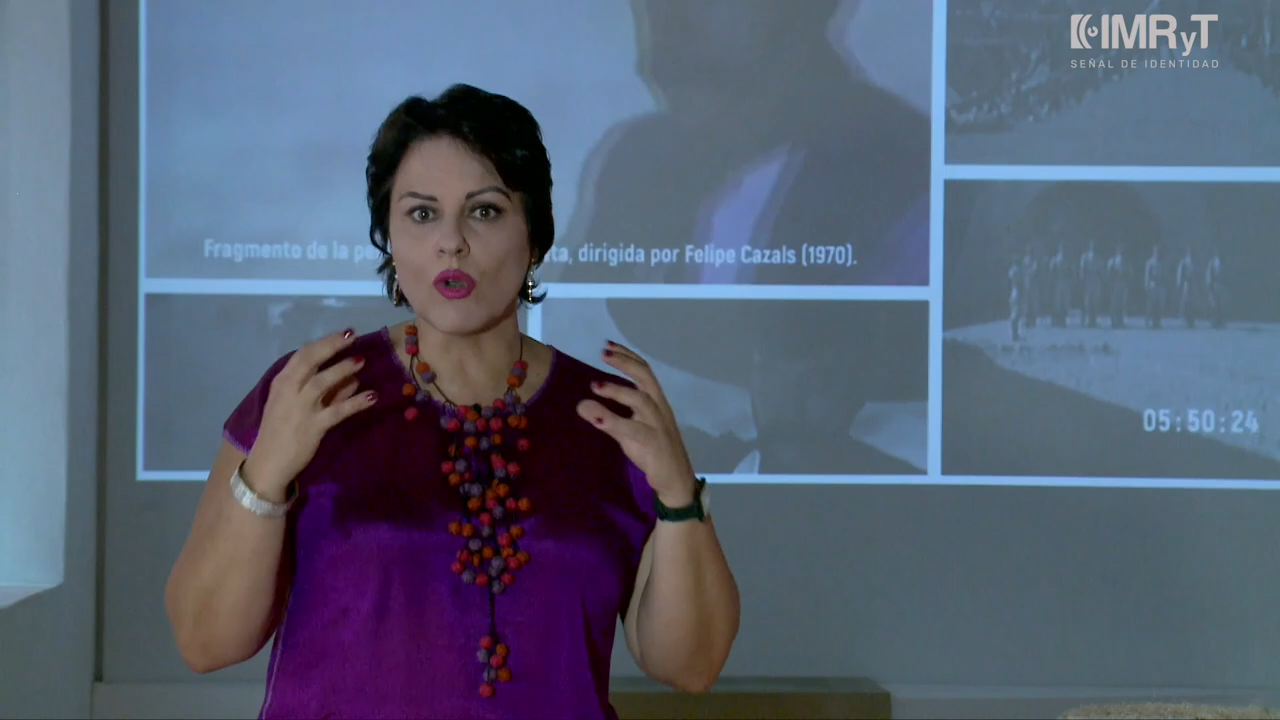 IMRyT
SEÑAL DE IDENTIDAD
Fragmento de la pe ta, dirigida por Felipe Cazals (1970).
05:50:24